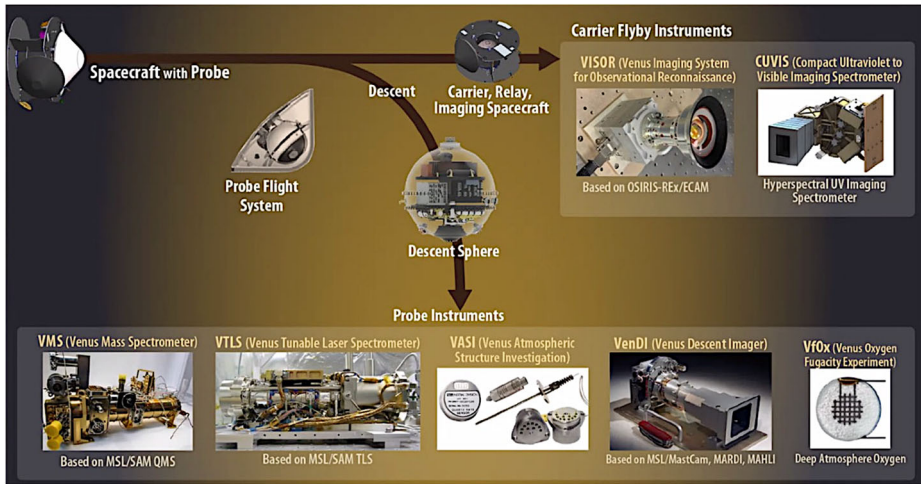 Spacecraft with Probe
Descent
Carrier, Relay,
Imaging Spacecraft
Probe Flight
System
Descent Sphere
Carrier Flyby Instruments
VISOR (Venus Imaging System
for Observational Reconnaissance)
Based on OSIRIS-REx/ECAM
CUVIS (Compact Ultraviolet to
Visible Imaging Spectrometer)
Hyperspectral UV Imaging
Spectrometer
Probe Instruments
VMS (Venus Mass Spectrometer)
Based on MSL/SAM QMS
VTLS (Venus Tunable Laser Spectrometer)
Based on MSL/SAM TLS
VASI (Venus Atmospheric
Structure Investigation)
VenDI (Venus Descent Imager)
Based on MSL/MastCam, MARDI, MAHLI
VfOx (Venus Oxygen
Fugacity Experiment)
Deep Atmosphere Oxygen